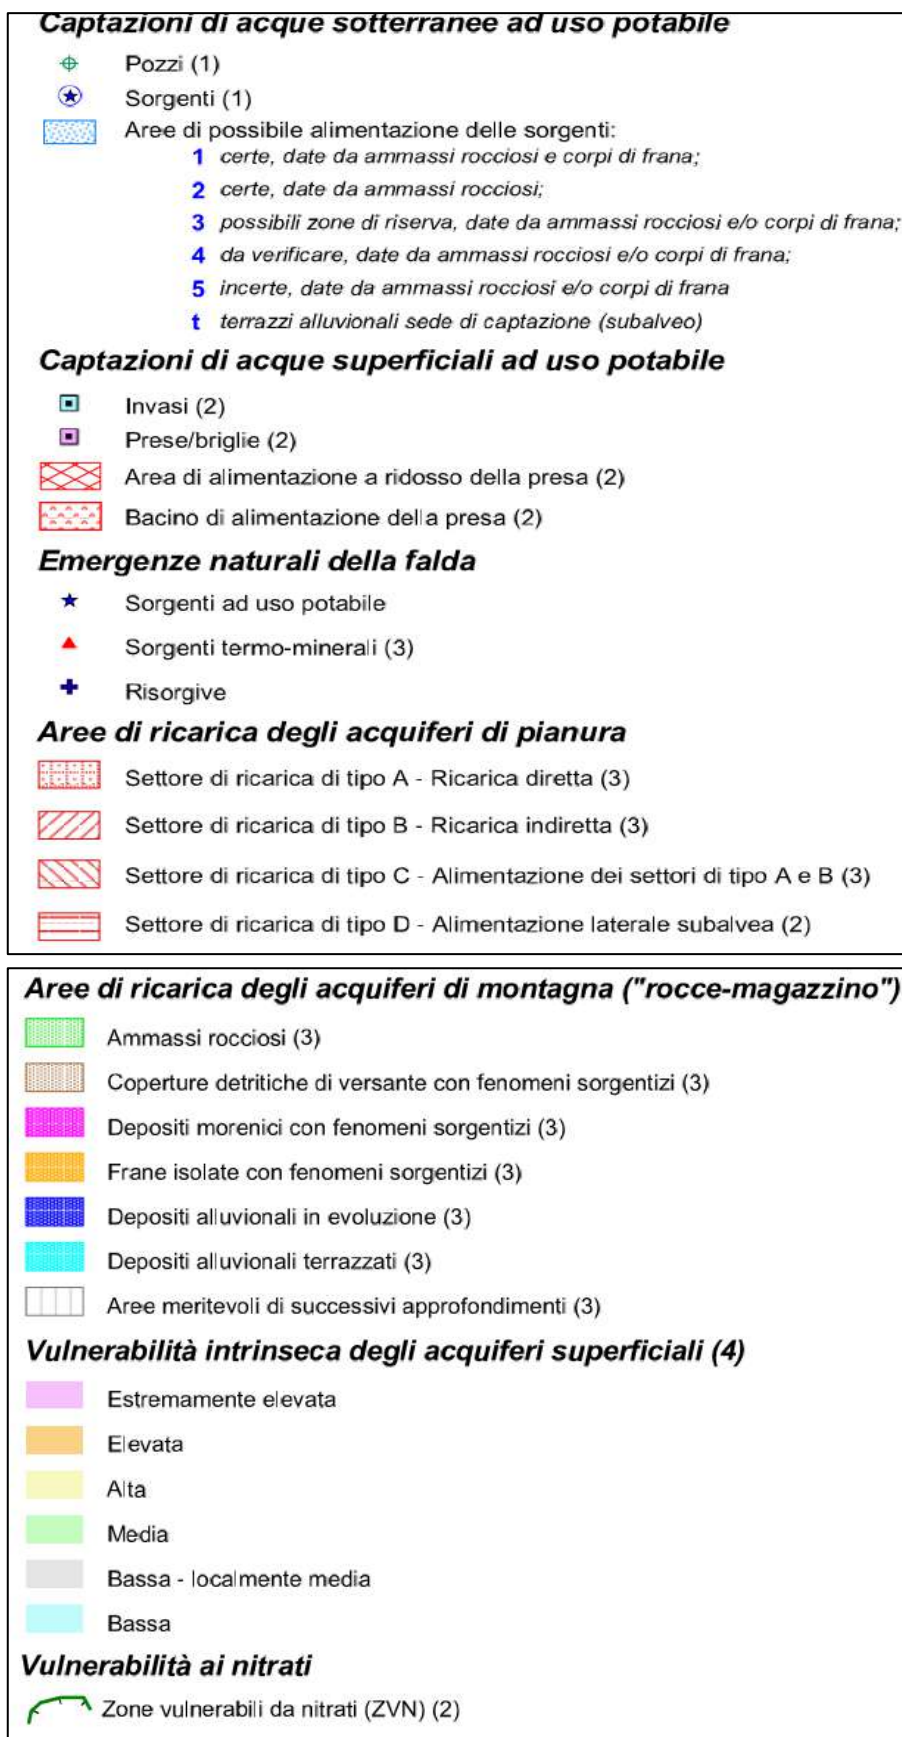 Captazioni di acque sotterranee ad uso potabile
Pozzi (1)
Sorgenti (1)
Aree di possibile alimentazione delle sorgenti:
1 certe, date da ammassi rocciosi e corpi di frana;
2 certe, date da ammassi rocciosi;
3 possibili zone di riserva, date da ammassi rocciosi e/o corpi di frana;
4 da verificare, date da ammassi rocciosi e/o corpi di frana;
5 incerte, date da ammassi rocciosi e/o corpi di frana
t terrazzi alluvionali sede di captazione (subalveo)
Captazioni di acque superficiali ad uso potabile
Invasi (2)
Prese/briglie (2)
Area di alimentazione a ridosso della presa (2)
Bacino di alimentazione della presa (2)
Emergenze naturali della falda
Sorgenti ad uso potabile
Sorgenti termo-minerali (3)
Risorgive
Aree di ricarica degli acquiferi di pianura
Settore di ricarica di tipo A - Ricarica diretta (3)
Settore di ricarica di tipo B - Ricarica indiretta (3)
Settore di ricarica di tipo C - Alimentazione dei settori di tipo A e B (3)
Settore di ricarica di tipo D - Alimentazione laterale subalvea (2)
Aree di ricarica degli acquiferi di montagna ("rocce-magazzino")
Ammassi rocciosi (3)
Coperture detritiche di versante con fenomeni sorgentizi (3)
Depositi morenici con fenomeni sorgentizi (3)
Frane isolate con fenomeni sorgentizi (3)
Depositi alluvionali in evoluzione (3)
Depositi alluvionali terrazzati (3)
Aree meritevoli di successivi approfondimenti (3)
Vulnerabilità intrinseca degli acquiferi superficiali (4)
Estremamente elevata
Elevata
Alta
Media
Bassa - localmente media
Bassa
Vulnerabilità ai nitrati
Zone vulnerabili da nitrati (ZVN) (2)